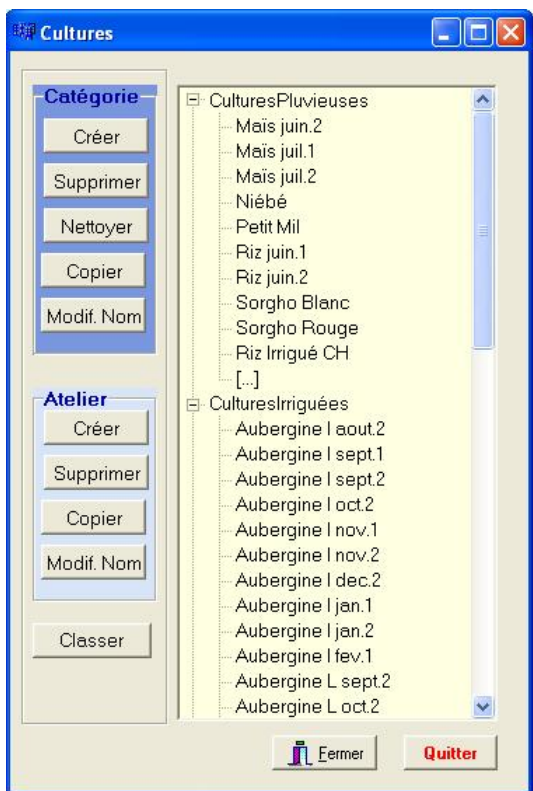 Cultures
Catégorie
Créer
Supprimer
Nettoyer
Copier
Modif. Nom
Atelier
Créer
Supprimer
Copier
Modif. Nom
Classer
CulturesPluvieuses
Maïs juin.2
Maïs juil.1
Maïs juil.2
Niébé
Petit Mil
Riz juin.1
Riz juin.2
Sorgho Blanc
Sorgho Rouge
Riz Irrigué CH
[...]
CulturesIrriguées
Aubergine I aout.2
Aubergine I sept.1
Aubergine I sept.2
Aubergine I oct.2
Aubergine I nov.1
Aubergine I nov.2
Aubergine I dec.2
Aubergine I jan.1
Aubergine I jan.2
Aubergine I fev.1
Aubergine L sept.2
Aubergine L oct.2
Fermer
Quitter